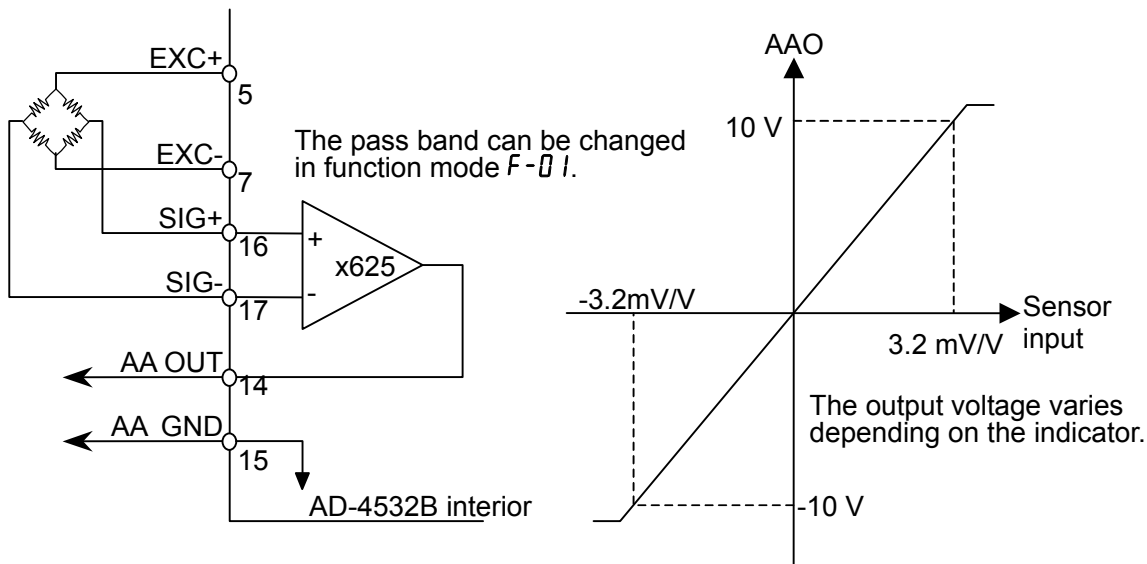 EXC+
5
EXC-
7
SIG+
16
SIG-
17
+
-
x625
AA OUT
14
AA GND
15
AD-4532B interior
The pass band can be changed
in function mode F-01.
AAO
10 V
-3.2mV/V
3.2 mV/V
Sensor
input
The output voltage varies
depending on the indicator.
-10 V